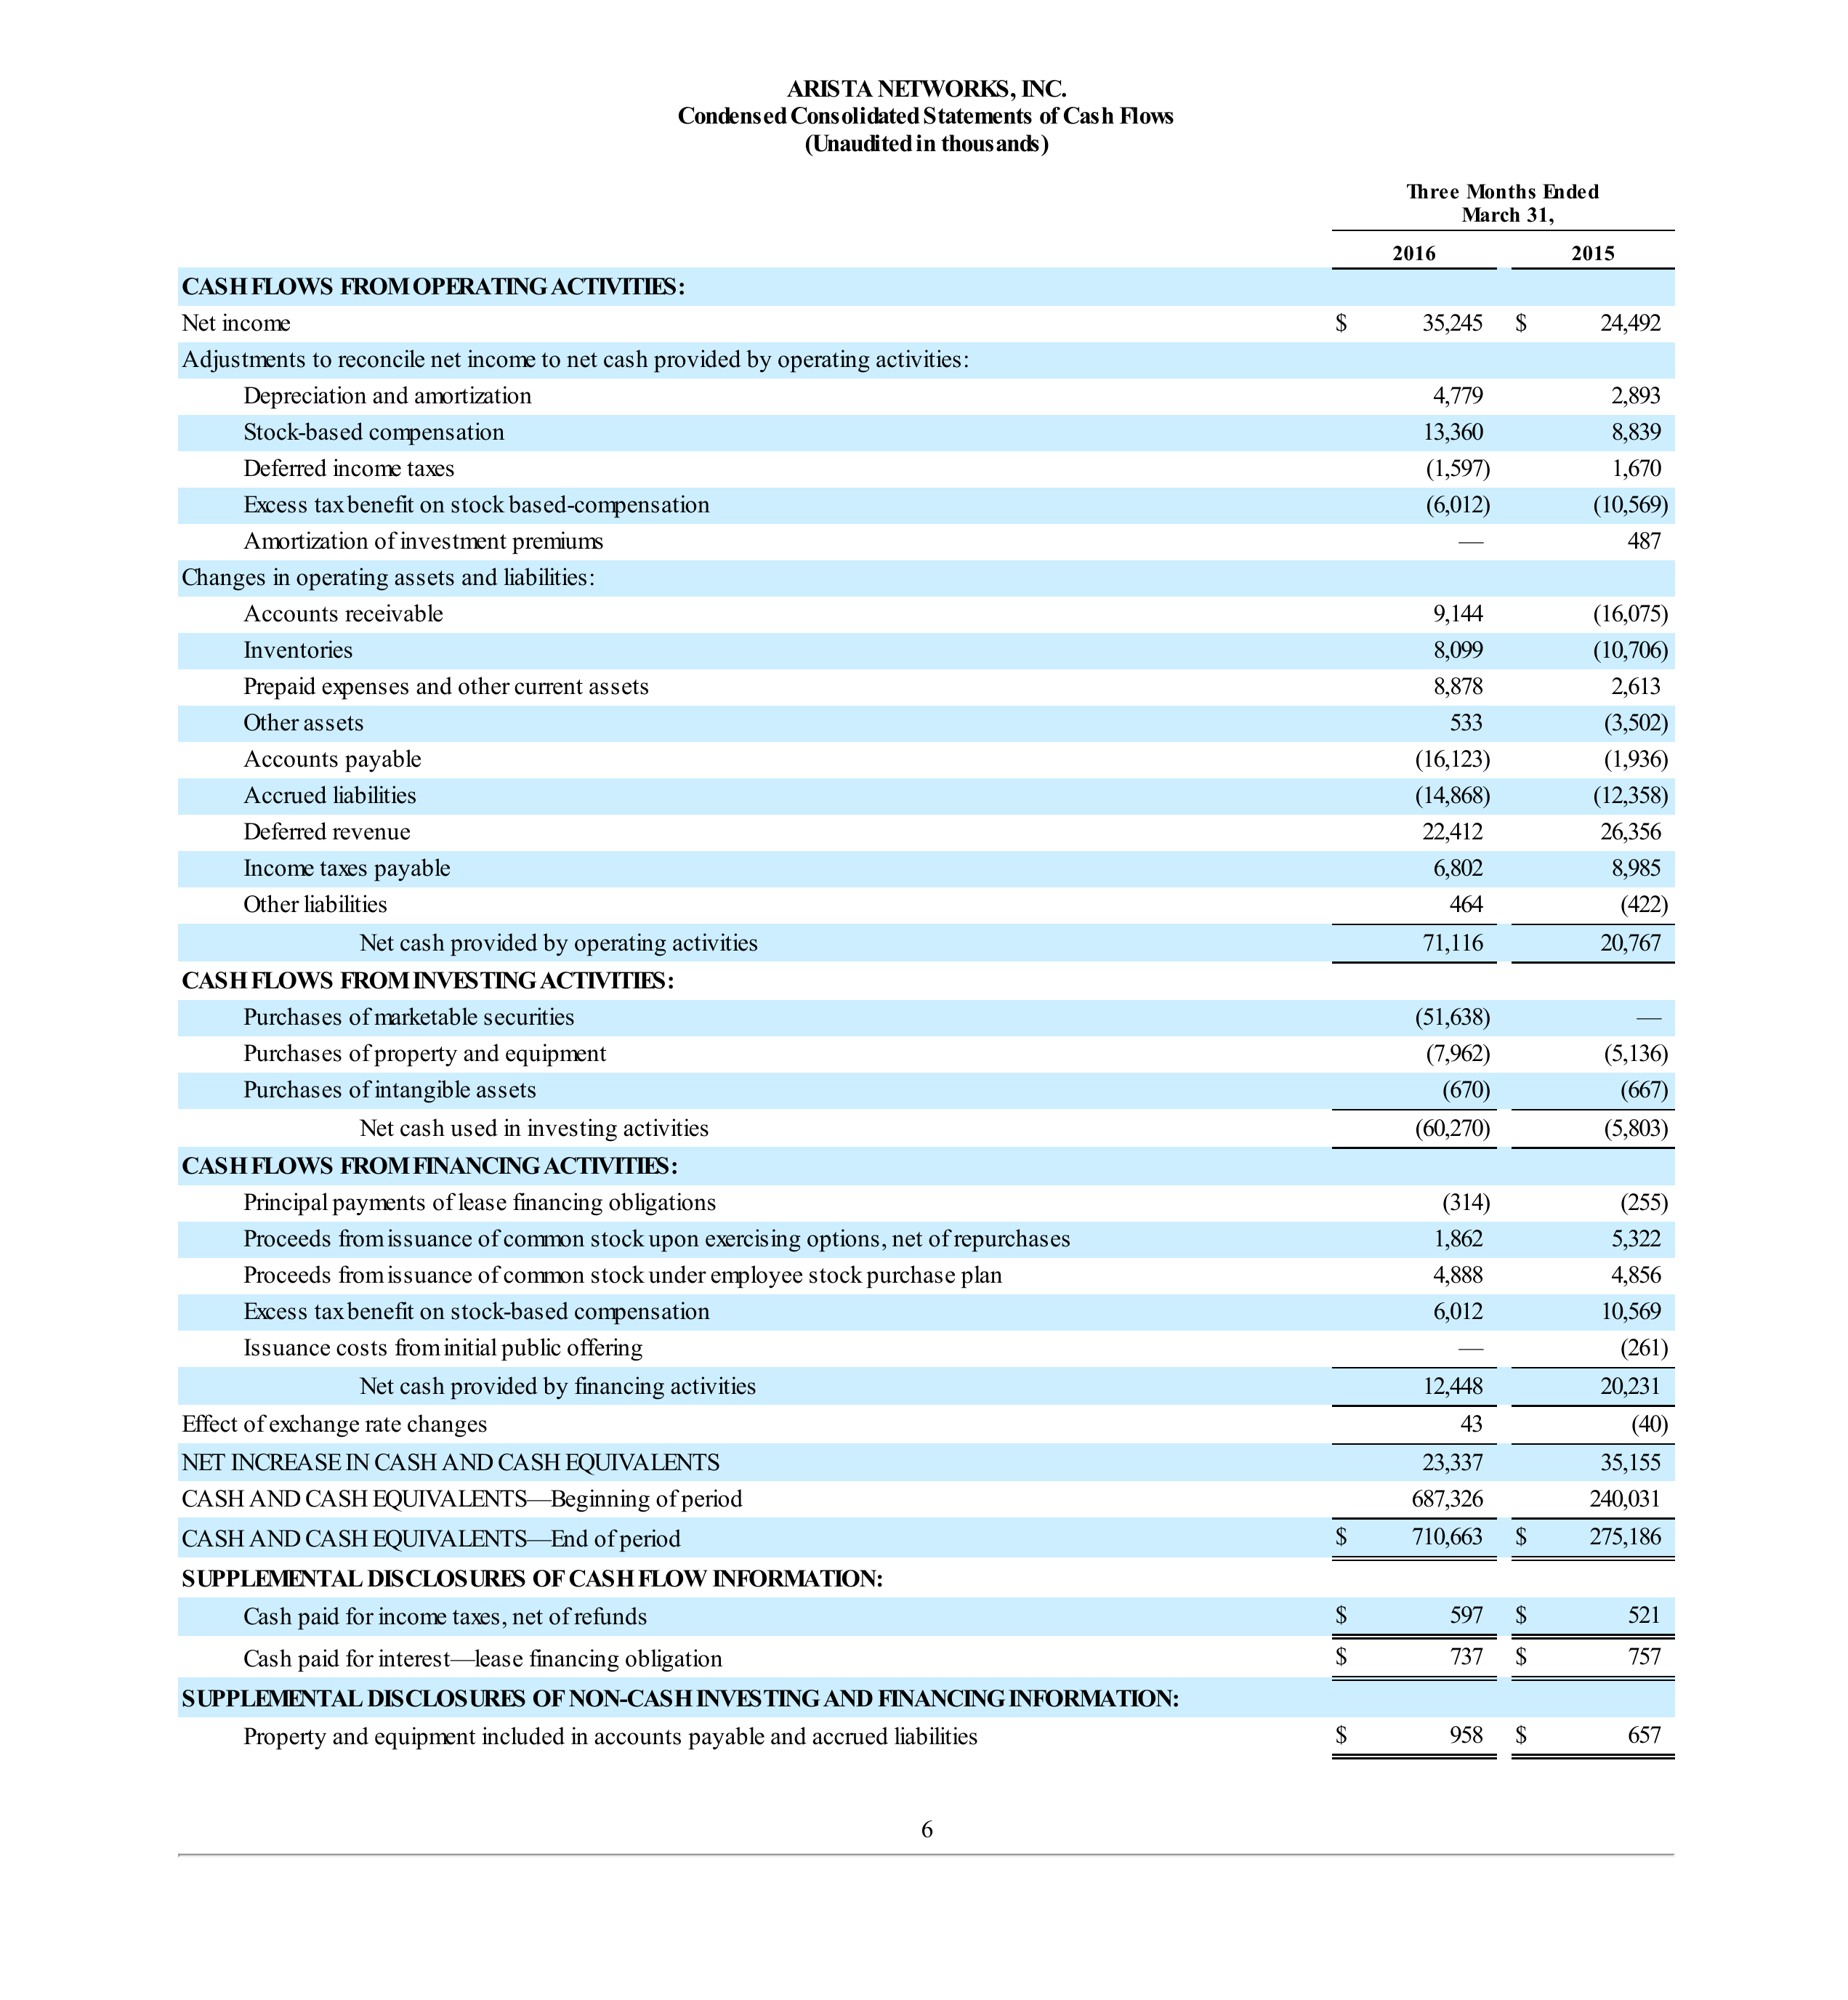 ARISTA NETWORKS, INC.
Condensed Consolidated Statements of Cash Flows
(Unaudited in thousands)
Three Months Ended
March 31,
2016 2015
CASH FLOWS FROM OPERATING ACTIVITIES:
Net income $ 35,245 $ 24,492
Adjustments to reconcile net income to net cash provided by operating activities:
Depreciation and amortization 4,779 2,893
Stock-based compensation 13,360 8,839
Deferred income taxes (1,597) 1,670
Excess tax benefit on stock based-compensation (6,012) (10,569)
Amortization of investment premiums — 487
Changes in operating assets and liabilities:
Accounts receivable 9,144 (16,075)
Inventories 8,099 (10,706)
Prepaid expenses and other current assets 8,878 2,613
Other assets 533 (3,502)
Accounts payable (16,123) (1,936)
Accrued liabilities (14,868) (12,358)
Deferred revenue 22,412 26,356
Income taxes payable 6,802 8,985
Other liabilities 464 (422)
Net cash provided by operating activities 71,116 20,767
CASH FLOWS FROM INVESTING ACTIVITIES:
Purchases of marketable securities (51,638) —
Purchases of property and equipment (7,962) (5,136)
Purchases of intangible assets (670) (667)
Net cash used in investing activities (60,270) (5,803)
CASH FLOWS FROM FINANCING ACTIVITIES:
Principal payments of lease financing obligations (314) (255)
Proceeds from issuance of common stock upon exercising options, net of repurchases 1,862 5,322
Proceeds from issuance of common stock under employee stock purchase plan 4,888 4,856
Excess tax benefit on stock-based compensation 6,012 10,569
Issuance costs from initial public offering — (261)
Net cash provided by financing activities 12,448 20,231
Effect of exchange rate changes 43 (40)
NET INCREASE IN CASH AND CASH EQUIVALENTS 23,337 35,155
CASH AND CASH EQUIVALENTS—Beginning of period 687,326 240,031
CASH AND CASH EQUIVALENTS—End of period $ 710,663 $ 275,186
SUPPLEMENTAL DISCLOSURES OF CASH FLOW INFORMATION:
Cash paid for income taxes, net of refunds $ 597 $ 521
Cash paid for interest—lease financing obligation $ 737 $ 757
SUPPLEMENTAL DISCLOSURES OF NON-CASH INVESTING AND FINANCING INFORMATION:
Property and equipment included in accounts payable and accrued liabilities $ 958 $ 657
6